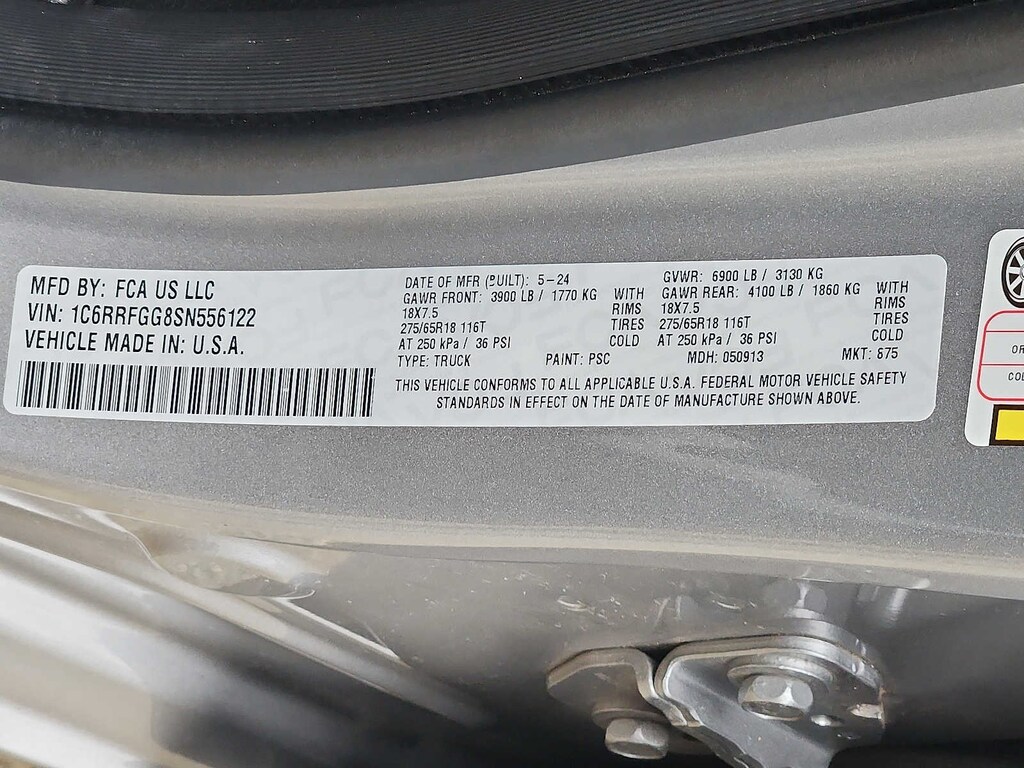 MFD BY: FCA US LLC
VIN: 1C6RRFGG8SN556122
VEHICLE MADE IN: U.S.A.
DATE OF MFR (BUILT): 5-24
GAWR FRONT: 3900 LB / 1770 KG WITH
18X7.5 RIMS
275/65R18 116T TIRES
AT 250 kPa / 36 PSI COLD
GVWR: 6900 LB / 3130 KG
GAWR REAR: 4100 LB / 1860 KG WITH
18X7.5 RIMS
275/65R18 116T TIRES
AT 250 kPa / 36 PSI COLD
TYPE: TRUCK PAINT: PSC MDH: 050913 MKT: 875
THIS VEHICLE CONFORMS TO ALL APPLICABLE U.S.A. FEDERAL MOTOR VEHICLE SAFETY
STANDARDS IN EFFECT ON THE DATE OF MANUFACTURE SHOWN ABOVE.